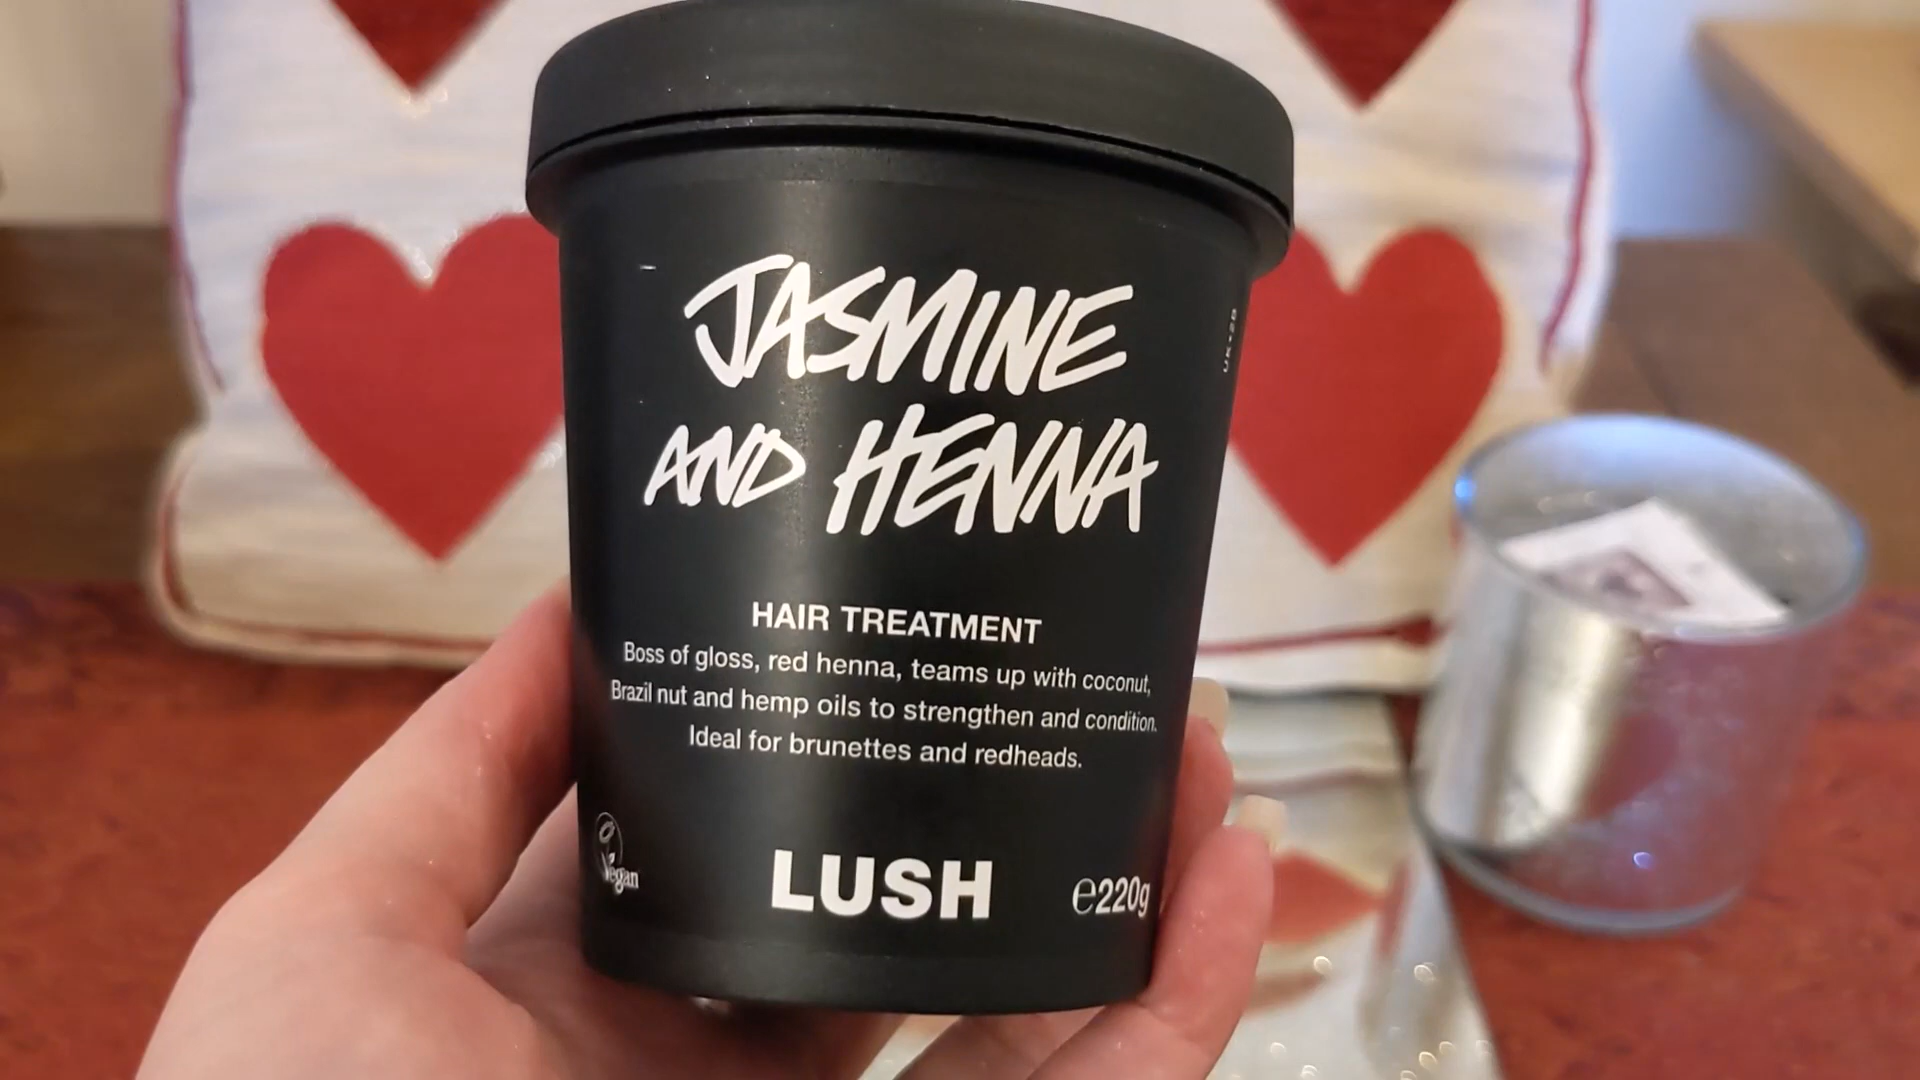 JASMINE
AND HENNA
HAIR TREATMENT
Boss of gloss, red henna, teams up with coconut,
Brazil nut and hemp oils to strengthen and condition.
Ideal for brunettes and redheads.
Vegan
LUSH
℮220g